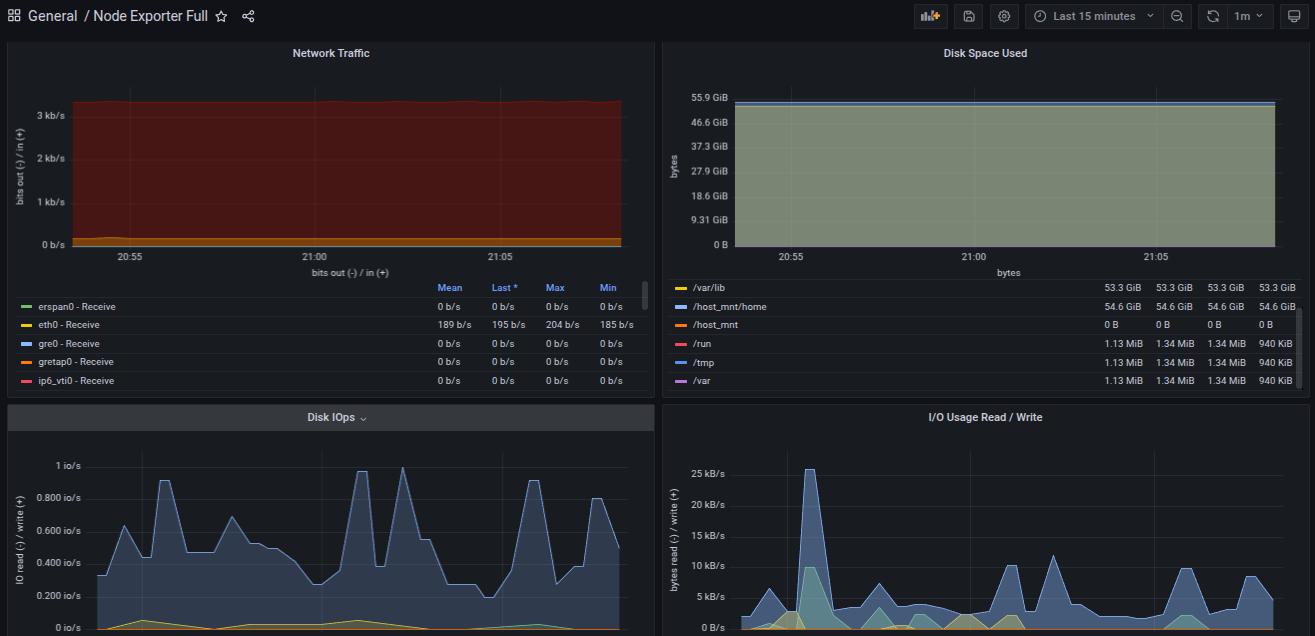 General / Node Exporter Full
Last 15 minutes
1m
Network Traffic
bits out (-) / in (+)
3 kb/s
2 kb/s
1 kb/s
0 b/s
20:55 21:00 21:05
bits out (-) / in (+)
Mean Last * Max Min
erspan0 - Receive 0 b/s 0 b/s 0 b/s 0 b/s
eth0 - Receive 189 b/s 195 b/s 204 b/s 185 b/s
gre0 - Receive 0 b/s 0 b/s 0 b/s 0 b/s
gretap0 - Receive 0 b/s 0 b/s 0 b/s 0 b/s
ip6_vti0 - Receive 0 b/s 0 b/s 0 b/s 0 b/s
Disk Space Used
bytes
55.9 GiB
46.6 GiB
37.3 GiB
27.9 GiB
18.6 GiB
9.31 GiB
0 B
20:55 21:00 21:05
bytes
/var/lib 53.3 GiB 53.3 GiB 53.3 GiB 53.3 GiB
/host_mnt/home 54.6 GiB 54.6 GiB 54.6 GiB 54.6 GiB
/host_mnt 0 B 0 B 0 B 0 B
/run 1.13 MiB 1.34 MiB 1.34 MiB 940 KiB
/tmp 1.13 MiB 1.34 MiB 1.34 MiB 940 KiB
/var 1.13 MiB 1.34 MiB 1.34 MiB 940 KiB
Disk IOps
IO read (-) / write (+)
1 io/s
0.800 io/s
0.600 io/s
0.400 io/s
0.200 io/s
0 io/s
I/O Usage Read / Write
bytes read (-) / write (+)
25 kB/s
20 kB/s
15 kB/s
10 kB/s
5 kB/s
0 B/s